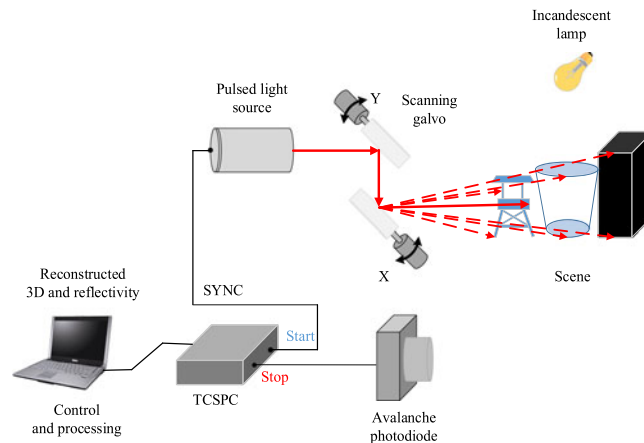 Incandescent
lamp
Pulsed light
source
Y
Scanning
galvo
X
Scene
Reconstructed
3D and reflectivity
SYNC
Start
Stop
TCSPC
Control
and processing
Avalanche
photodiode